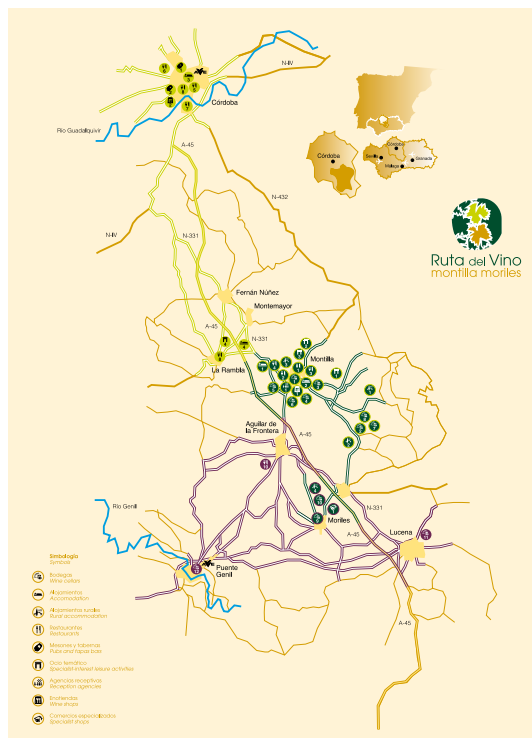 N-IV
Córdoba
Río Guadalquivir
A-45
Córdoba
Córdoba
Sevilla
Granada
Málaga
N-432
N-IV
N-331
Ruta del Vino
montilla moriles
Fernán Núñez
Montemayor
A-45
N-331
Montilla
La Rambla
Aguilar de
la Frontera
A-45
Río Genill
N-331
Moriles
Lucena
A-45
Puente
Genil
A-45
Simbología
Symbols
Bodegas
Wine cellars
Alojamientos
Accomodation
Alojamientos rurales
Rural accommodation
Restaurantes
Restaurants
Mesones y tabernas
Pubs and tapas bars
Ocio temático
Specialist interest leisure activities
Agencias receptivas
Reception agencies
Enotiendas
Wine shops
Comercios especializados
Specialist shops